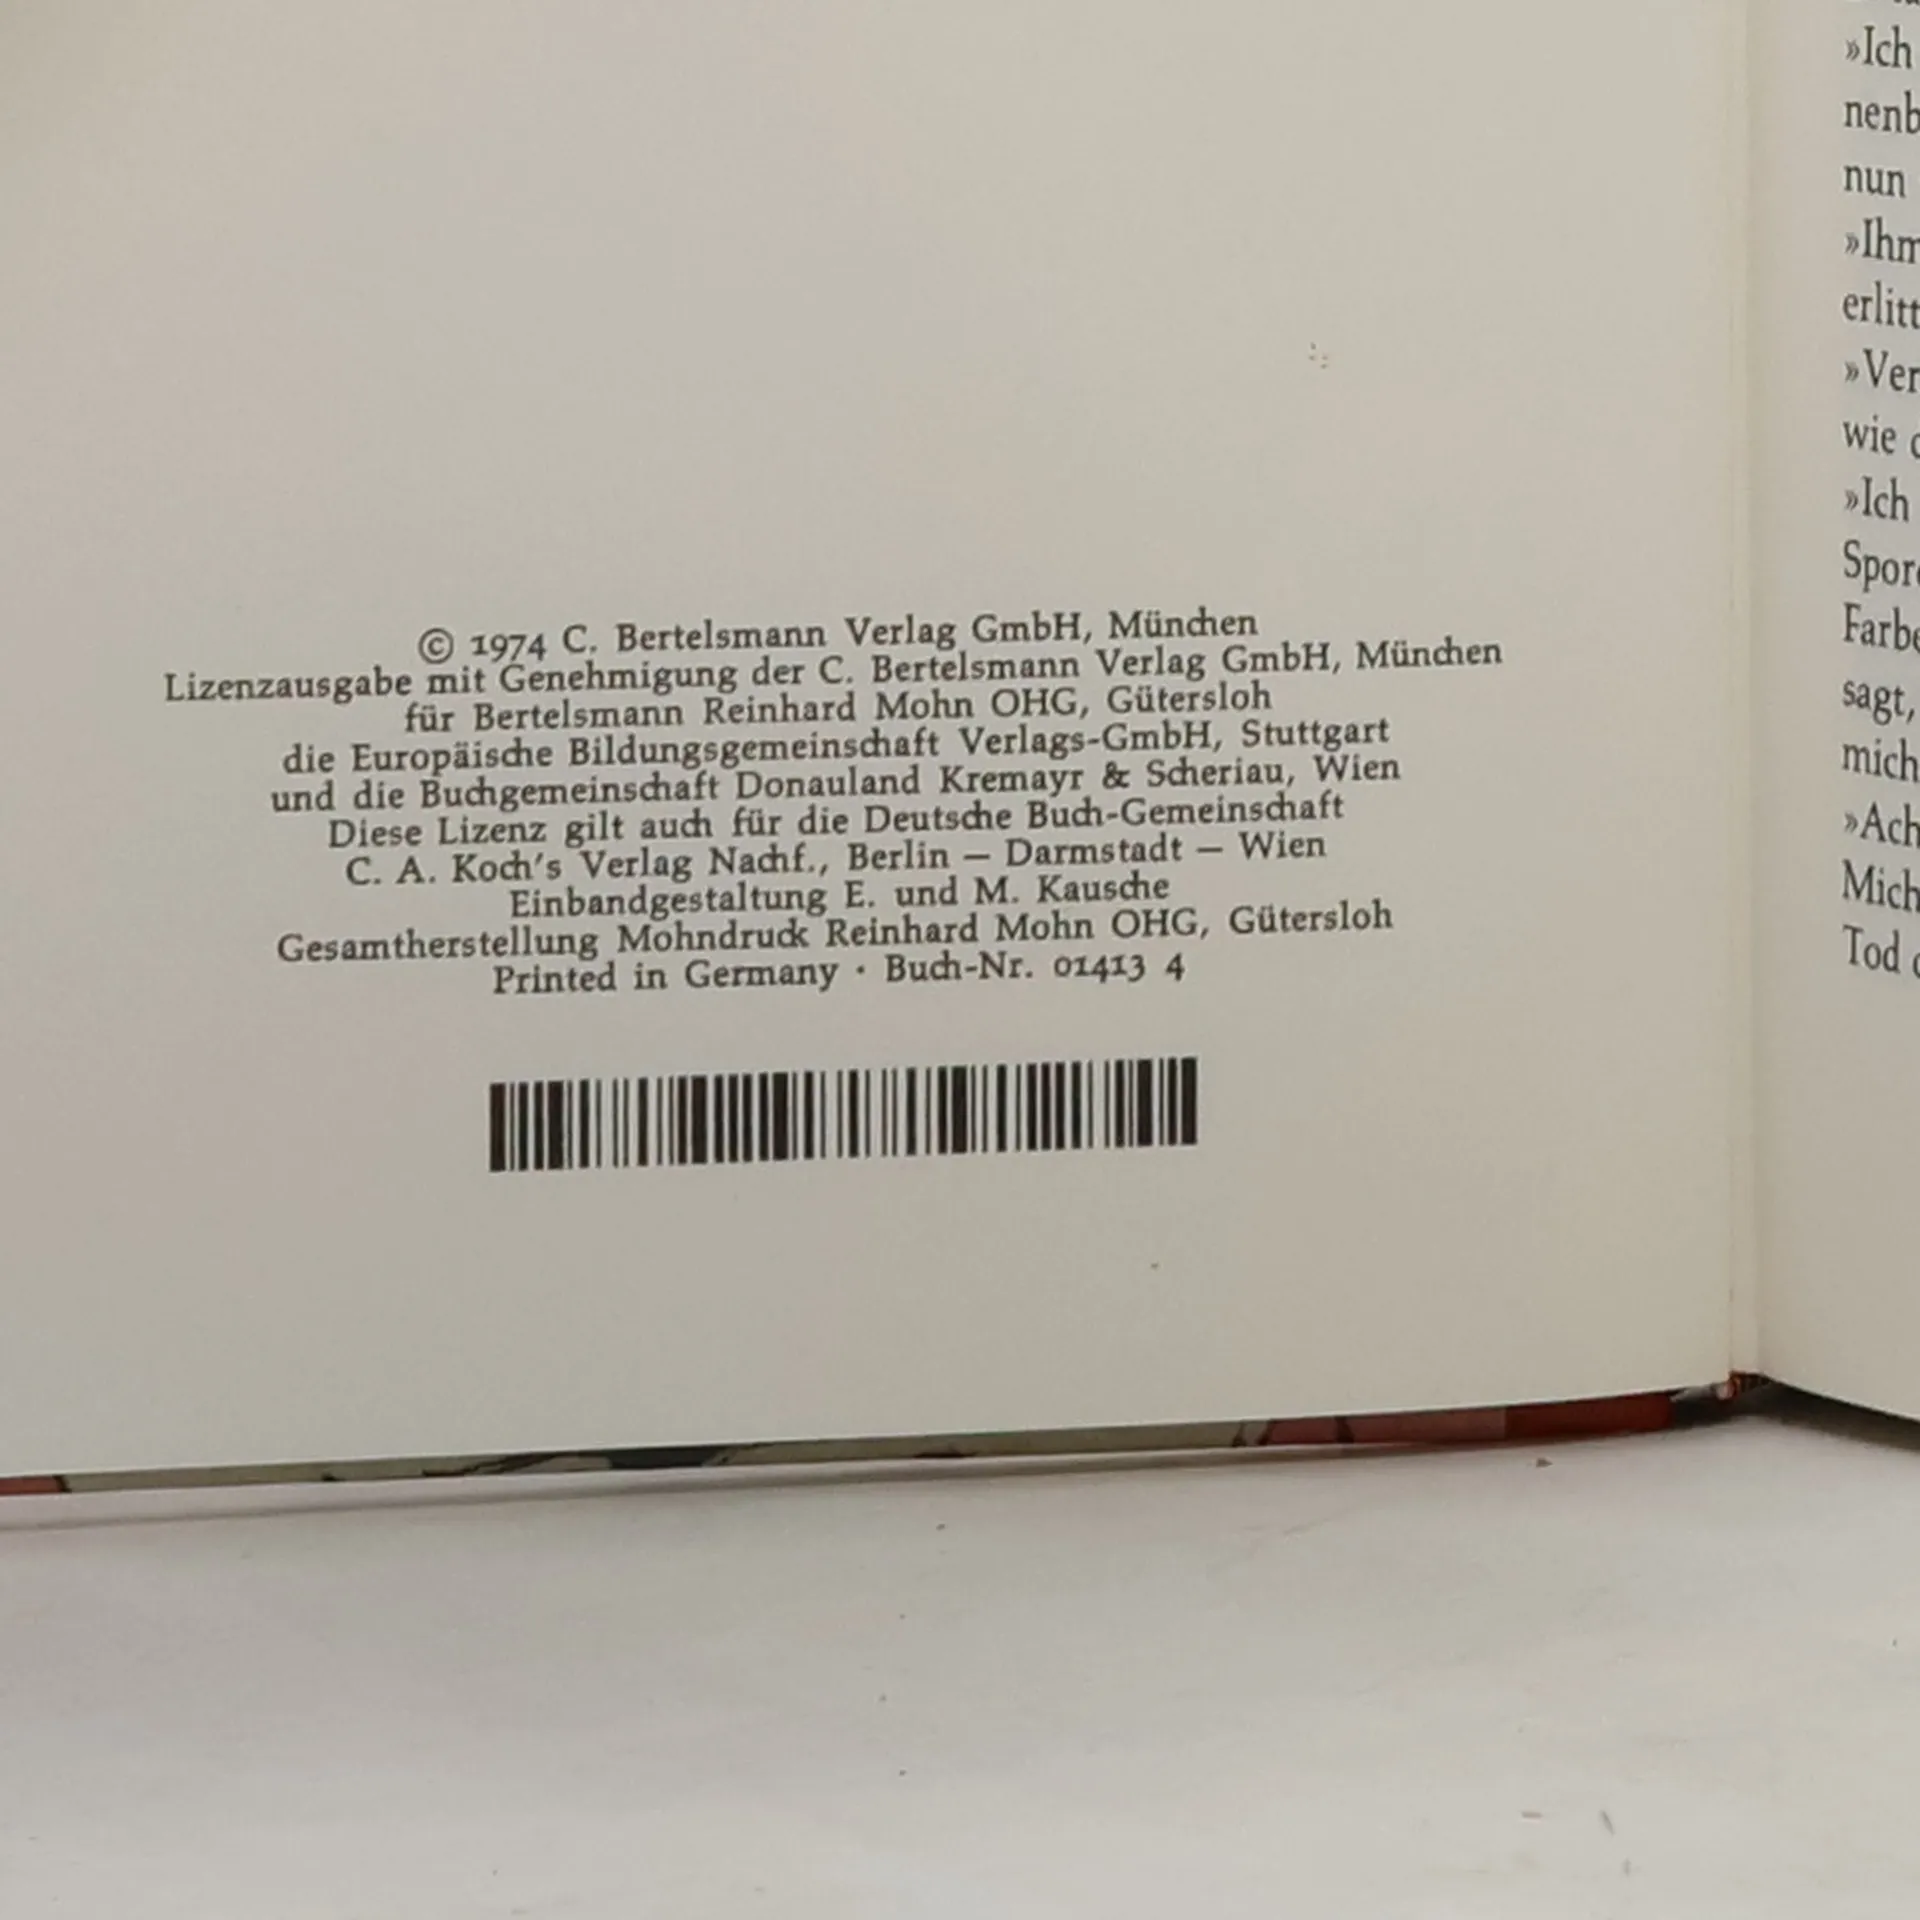 © 1974 C. Bertelsmann Verlag GmbH, München
Lizenzausgabe mit Genehmigung der C. Bertelsmann Verlag GmbH, München
für Bertelsmann Reinhard Mohn OHG, Gütersloh
die Europäische Bildungsgemeinschaft Verlags-GmbH, Stuttgart
und die Buchgemeinschaft Donauland Kremayr & Scheriau, Wien
Diese Lizenz gilt auch für die Deutsche Buch-Gemeinschaft
C. A. Koch's Verlag Nachf., Berlin – Darmstadt – Wien
Einbandgestaltung E. und M. Kausche
Gesamtherstellung Mohndruck Reinhard Mohn OHG, Gütersloh
Printed in Germany · Buch-Nr. 01413 4
»Ich
nenb
nun
»Ihm
erlitt
»Ver
wie
»Ich
Spor
Farbe
sagt,
mich
»Ach
Mich
Tod